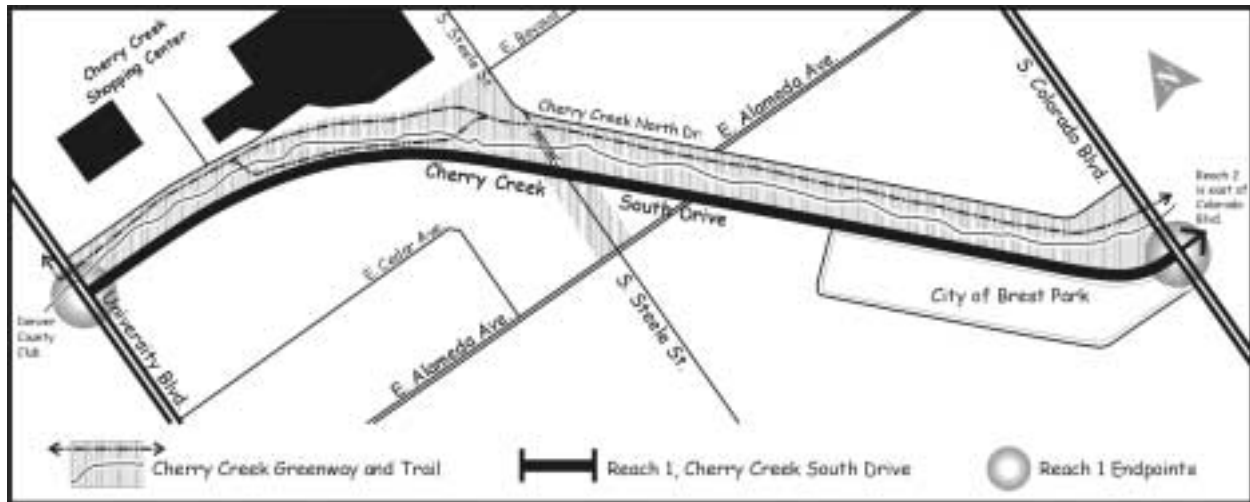 Cherry Creek
Shopping Center
S. Steele St.
E. Bayaud
Cherry Creek North Dr.
E. Alameda Ave.
S. Colorado Blvd.
Reach 2
is east of
Colorado
Blvd.
Cherry Creek
South Drive
E. Cedar Ave.
City of Brest Park
Denver
County
Club
University Blvd.
E. Alameda Ave.
S. Steele St.
Cherry Creek Greenway and Trail
Reach 1, Cherry Creek South Drive
Reach 1 Endpoints